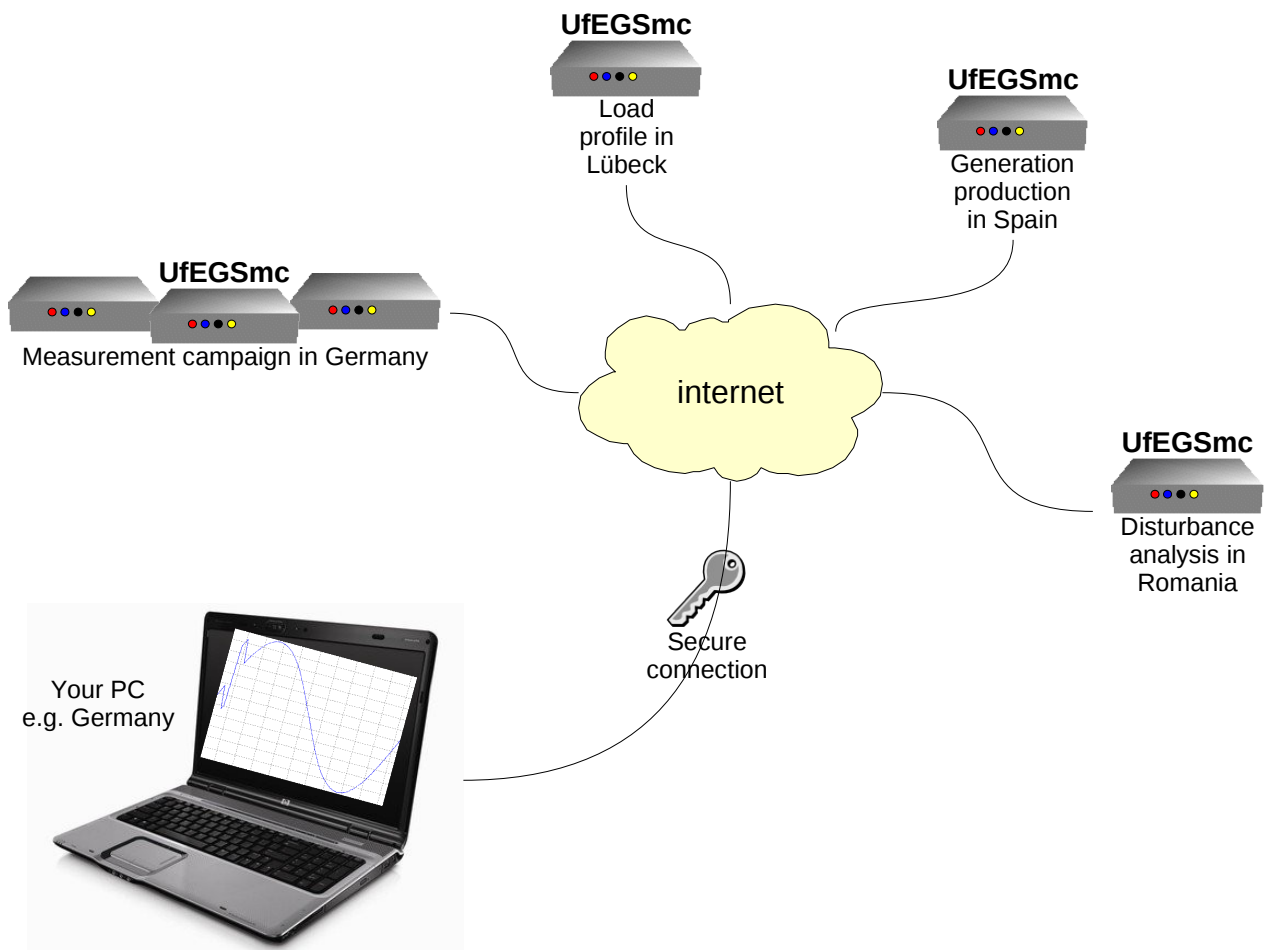 UfEGSmc
Load
profile in
Lübeck
UfEGSmc
Generation
production
in Spain
UfEGSmc
Measurement campaign in Germany
internet
UfEGSmc
Disturbance
analysis in
Romania
Secure
connection
Your PC
e.g. Germany